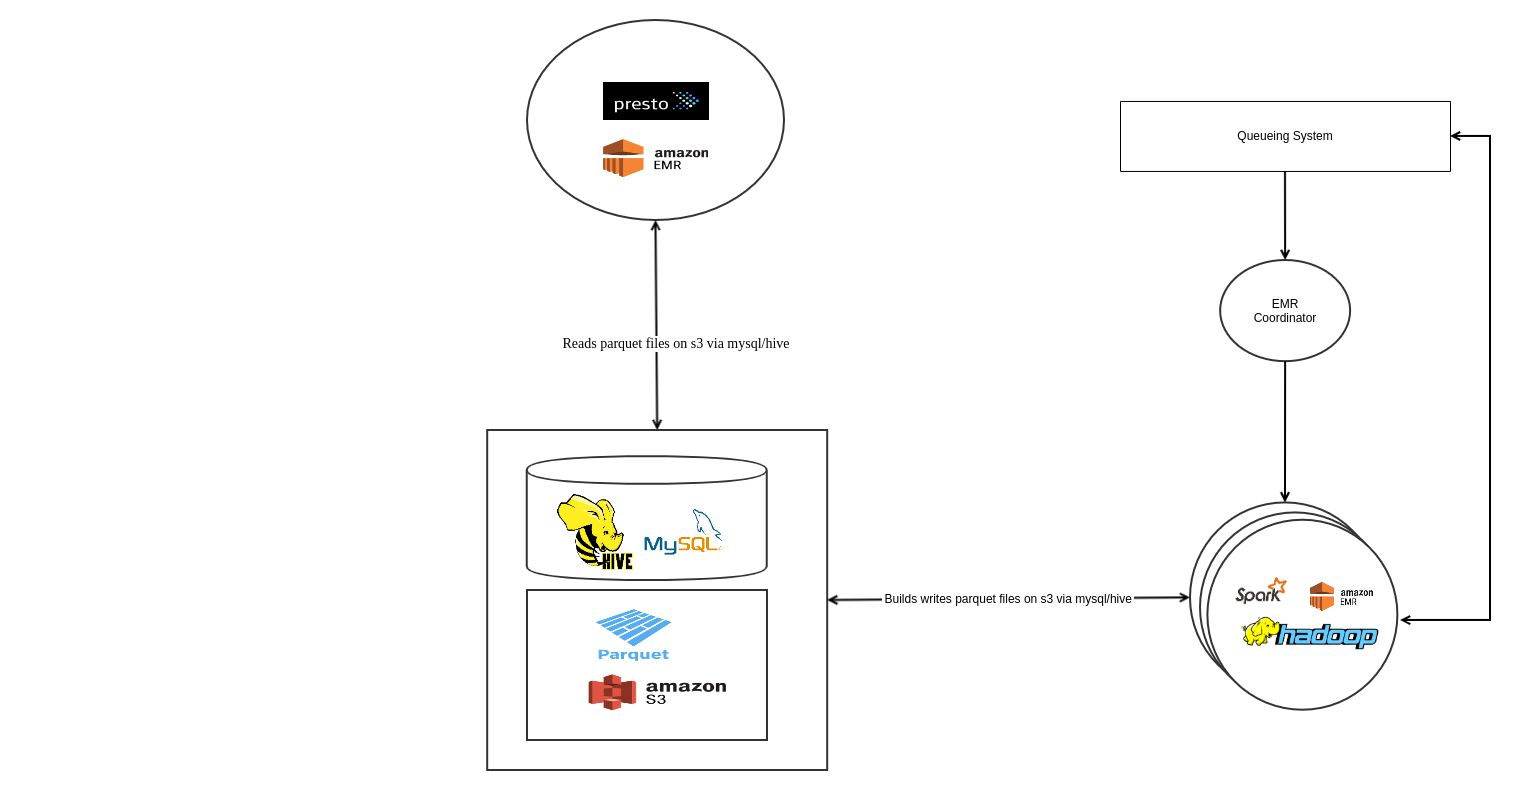 presto
amazon
EMR
Queueing System
EMR
Coordinator
Reads parquet files on s3 via mysql/hive
HIVE
MySQL
Builds writes parquet files on s3 via mysql/hive
Spark
amazon
EMR
hadoop
Parquet
amazon
S3